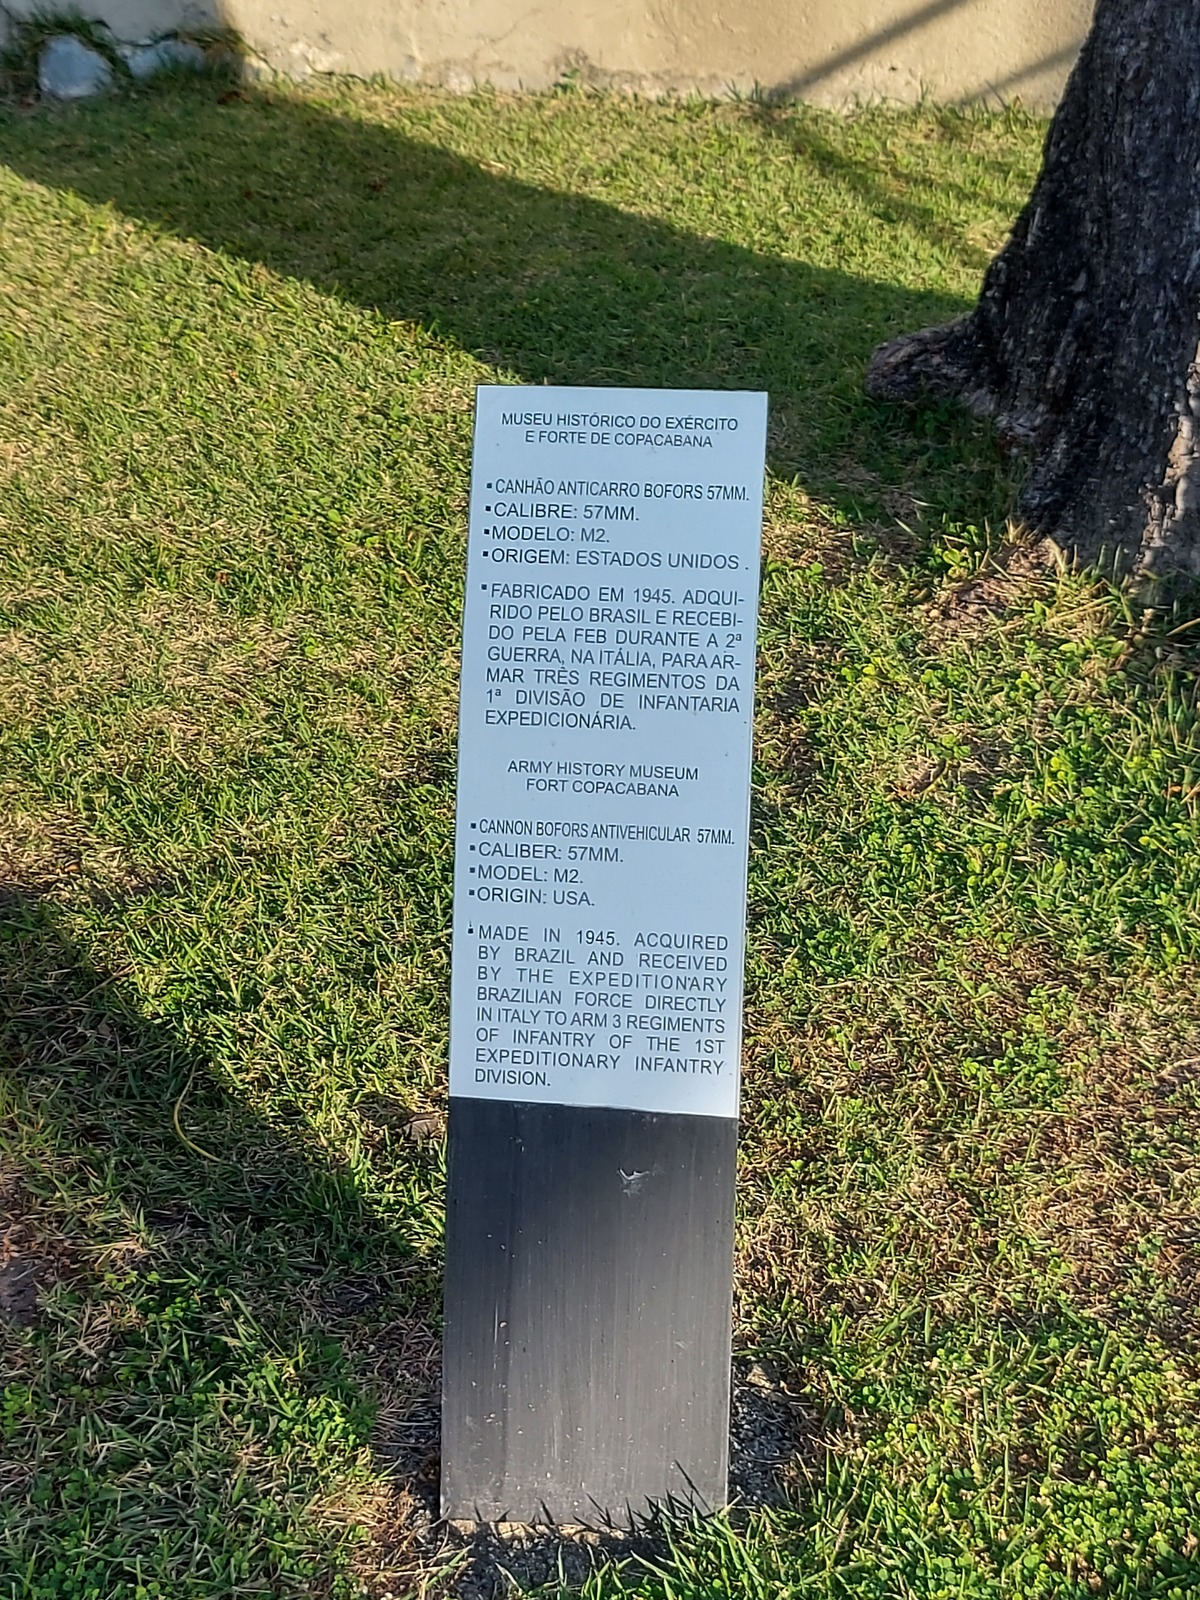 MUSEU HISTÓRICO DO EXÉRCITO
E FORTE DE COPACABANA
▪ CANHÃO ANTICARRO BOFORS 57MM.
▪ CALIBRE: 57MM.
▪ MODELO: M2.
▪ ORIGEM: ESTADOS UNIDOS .
▪ FABRICADO EM 1945. ADQUI-
RIDO PELO BRASIL E RECEBI-
DO PELA FEB DURANTE A 2ª
GUERRA, NA ITÁLIA, PARA AR-
MAR TRÊS REGIMENTOS DA
1ª DIVISÃO DE INFANTARIA
EXPEDICIONÁRIA.
ARMY HISTORY MUSEUM
FORT COPACABANA
▪ CANNON BOFORS ANTIVEHICULAR 57MM.
▪ CALIBER: 57MM.
▪ MODEL: M2.
▪ ORIGIN: USA.
▪ MADE IN 1945. ACQUIRED
BY BRAZIL AND RECEIVED
BY THE EXPEDITIONARY
BRAZILIAN FORCE DIRECTLY
IN ITALY TO ARM 3 REGIMENTS
OF INFANTRY OF THE 1ST
EXPEDITIONARY INFANTRY
DIVISION.